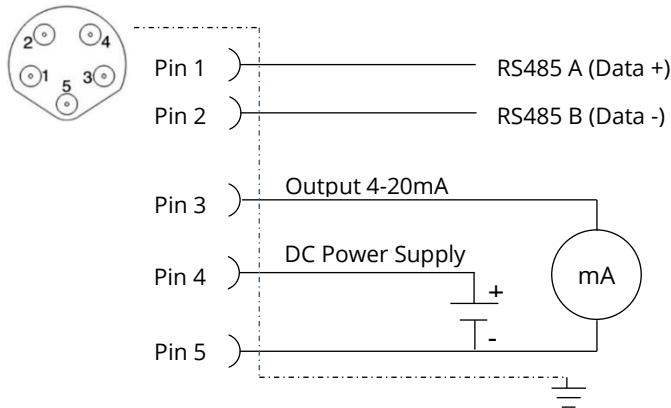 2 4
1 3
5
Pin 1 RS485 A (Data +)
Pin 2 RS485 B (Data -)
Pin 3 Output 4-20mA
mA
Pin 4 DC Power Supply
+
-
Pin 5